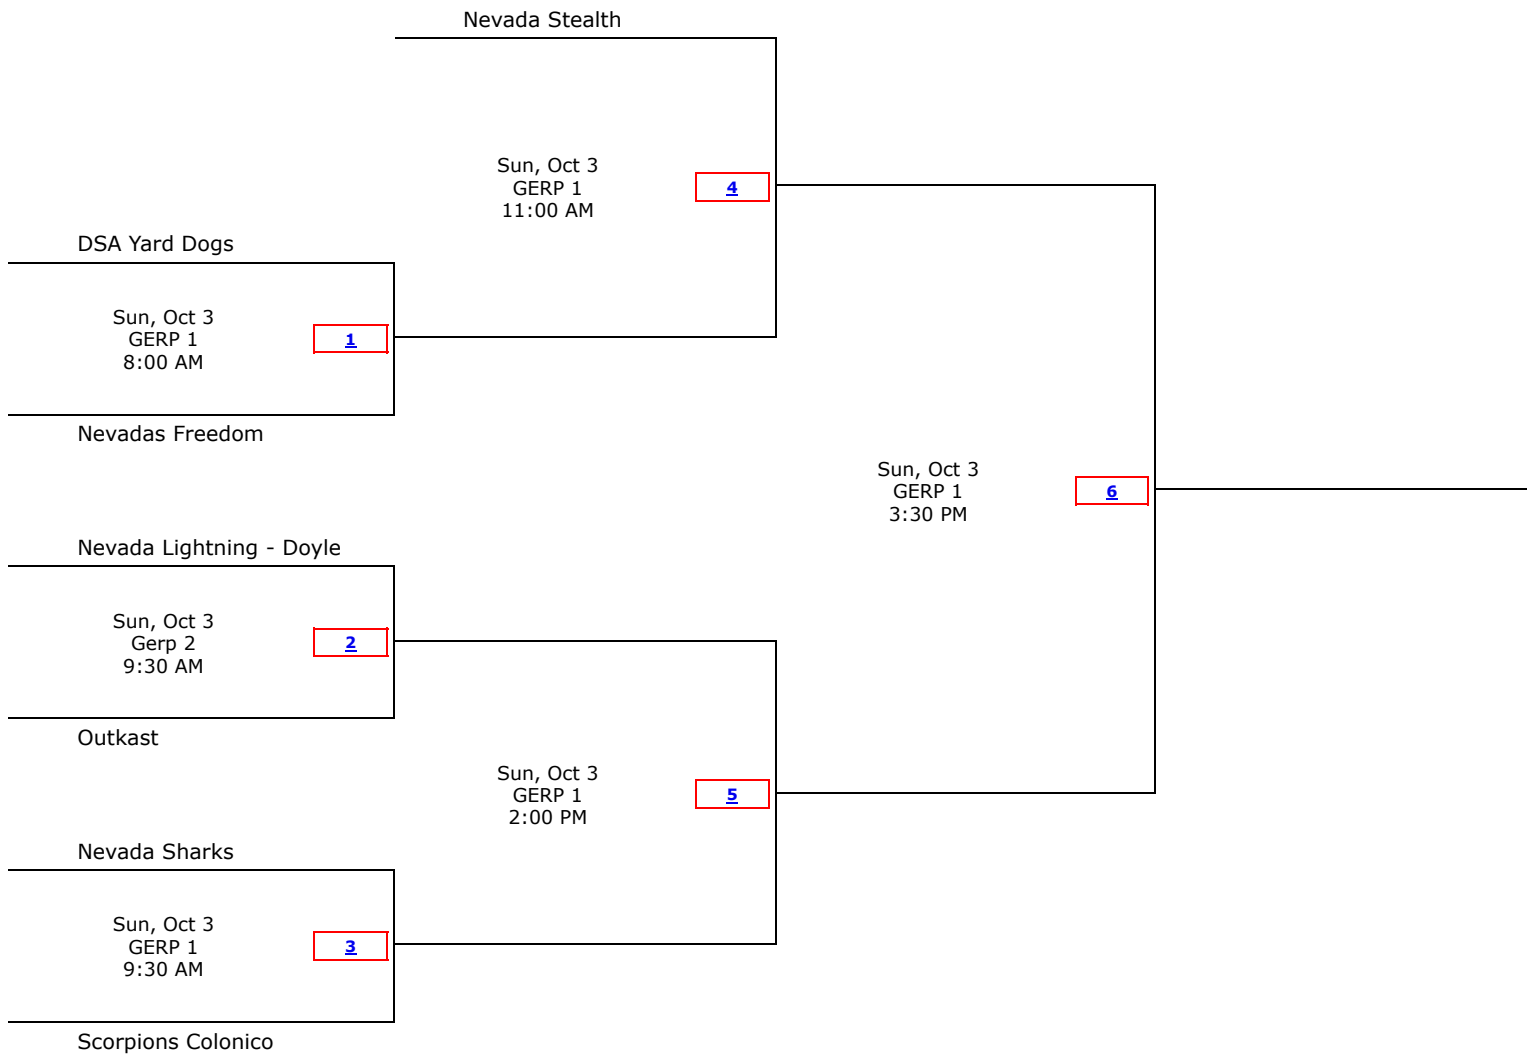 Nevada Stealth
Sun, Oct 3
GERP 1
11:00 AM
4
DSA Yard Dogs
Sun, Oct 3
GERP 1
8:00 AM
1
Nevadas Freedom
Sun, Oct 3
GERP 1
3:30 PM
6
Nevada Lightning - Doyle
Sun, Oct 3
Gerp 2
9:30 AM
2
Outkast
Sun, Oct 3
GERP 1
2:00 PM
5
Nevada Sharks
Sun, Oct 3
GERP 1
9:30 AM
3
Scorpions Colonico